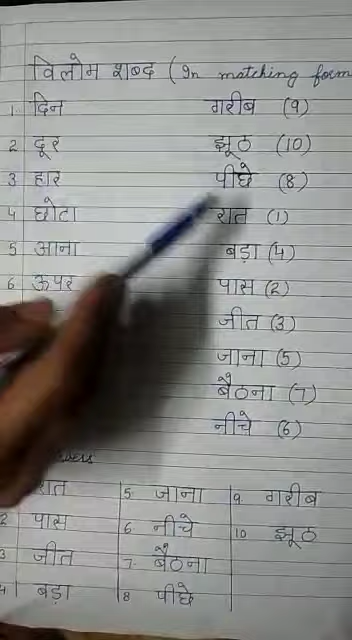 विलोम शब्द (In matching form
1. दिन गरीब (9)
2 दूर झूठ (10)
3 हार पीछे (8)
4 छोटा रात (1)
5 आना बड़ा (4)
6 ऊपर पास (2)
जीत (3)
जाना (5)
बैठना (7)
नीचे (6)
रात 5. जाना 9. गरीब
2 पास 6 नीचे 10 झूठ
3 जीत 7. बैठना
4 बड़ा 8 पीछे